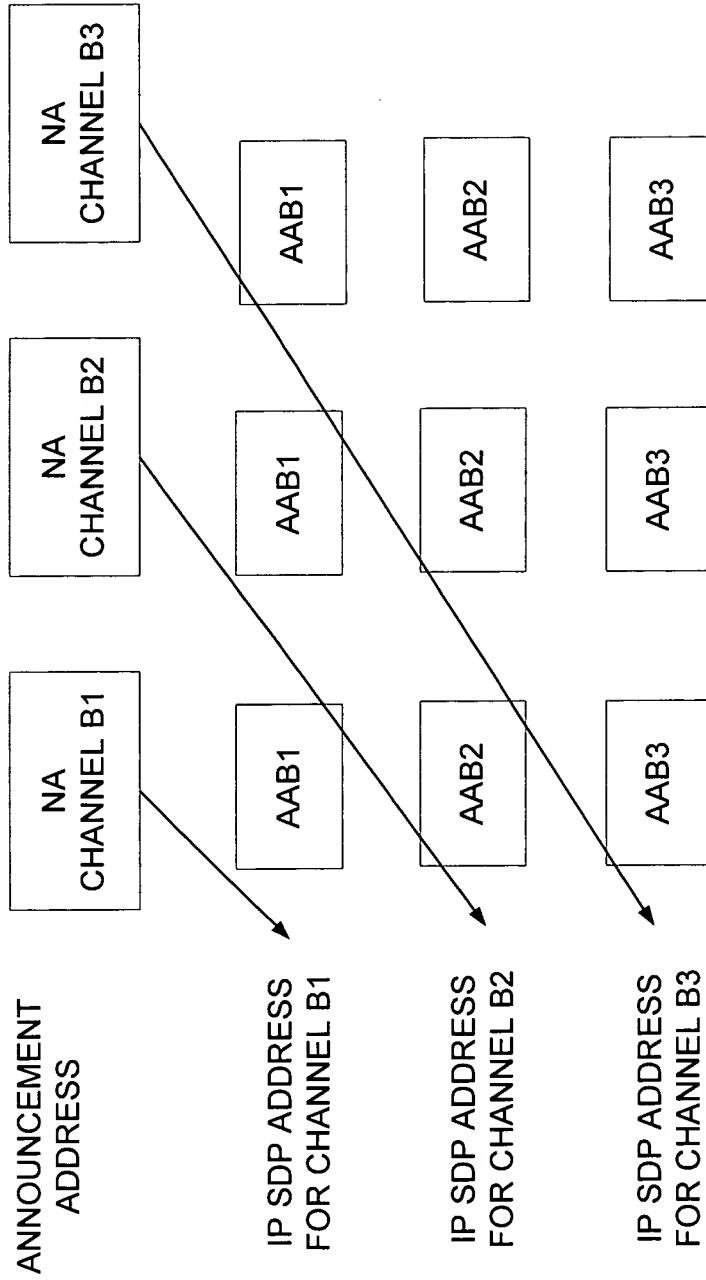 ANNOUNCEMENT
ADDRESS
NA
CHANNEL B1
NA
CHANNEL B2
NA
CHANNEL B3
IP SDP ADDRESS
FOR CHANNEL B1
AAB1
AAB1
AAB1
IP SDP ADDRESS
FOR CHANNEL B2
AAB2
AAB2
AAB2
IP SDP ADDRESS
FOR CHANNEL B3
AAB3
AAB3
AAB3